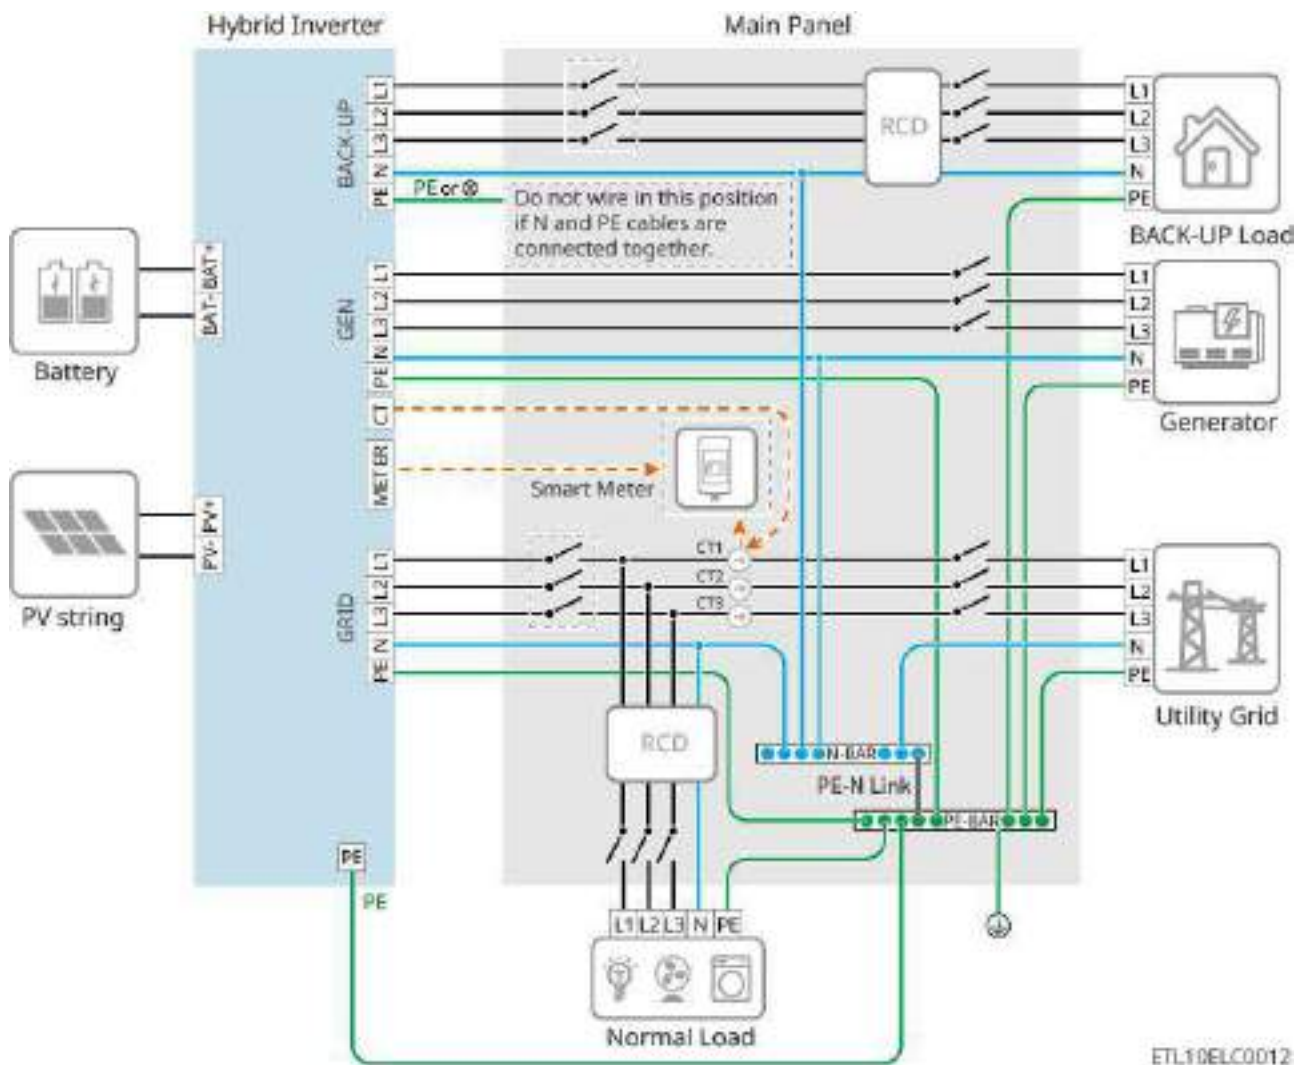 Hybrid Inverter
Main Panel
BACK-UP
L1
L2
L3
N
PE
PE or ⊗
Do not wire in this position
if N and PE cables are
connected together.
RCD
L1
L2
L3
N
PE
BACK-UP Load
BAT+
BAT-
Battery
GEN
L1
L2
L3
N
PE
L1
L2
L3
N
PE
Generator
CT
METER
Smart Meter
PV+
PV-
PV string
GRID
L1
L2
L3
N
PE
CT1
CT2
CT3
L1
L2
L3
N
PE
Utility Grid
RCD
N-BAR
PE-N Link
PE-BAR
PE
PE
L1 L2 L3 N PE
Normal Load
ETL10ELC0012